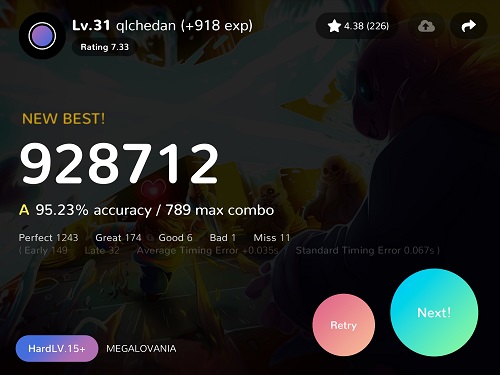 Lv.31 qlchedan (+918 exp)
Rating 7.33
4.38 (226)
NEW BEST!
928712
A 95.23% accuracy / 789 max combo
Perfect 1243 Great 174 Good 6 Bad 1 Miss 11
( Early 149 Late 32 Average Timing Error +0.035s Standard Timing Error 0.067s )
Retry
Next!
HardLV.15+ MEGALOVANIA